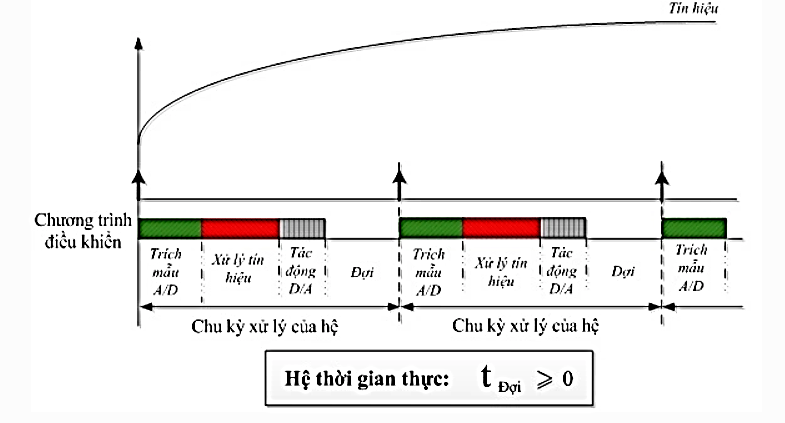 Tín hiệu
Chương trình
điều khiển
Trích
mẫu
A/D
Xử lý tín
hiệu
Tác
động
D/A
Đợi
Trích
mẫu
A/D
Xử lý tín
hiệu
Tác
động
D/A
Đợi
Trích
mẫu
A/D
Chu kỳ xử lý của hệ
Chu kỳ xử lý của hệ
Hệ thời gian thực: t Đợi ⩾ 0